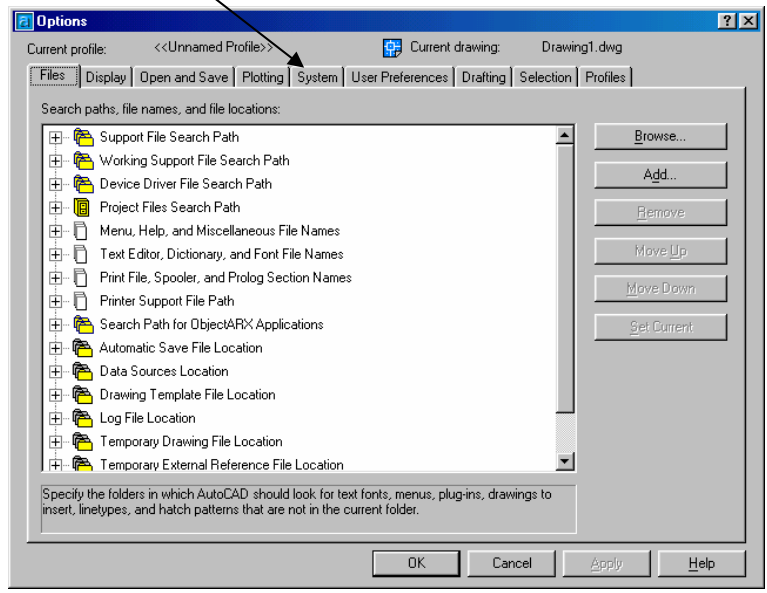 Options
Current profile: <<Unnamed Profile>> Current drawing: Drawing1.dwg
Files Display Open and Save Plotting System User Preferences Drafting Selection Profiles
Search paths, file names, and file locations:
Support File Search Path
Working Support File Search Path
Device Driver File Search Path
Project Files Search Path
Menu, Help, and Miscellaneous File Names
Text Editor, Dictionary, and Font File Names
Print File, Spooler, and Prolog Section Names
Printer Support File Path
Search Path for ObjectARX Applications
Automatic Save File Location
Data Sources Location
Drawing Template File Location
Log File Location
Temporary Drawing File Location
Temporary External Reference File Location
Browse...
Add...
Remove
Move Up
Move Down
Set Current
Specify the folders in which AutoCAD should look for text fonts, menus, plug-ins, drawings to
insert, linetypes, and hatch patterns that are not in the current folder.
OK Cancel Apply Help